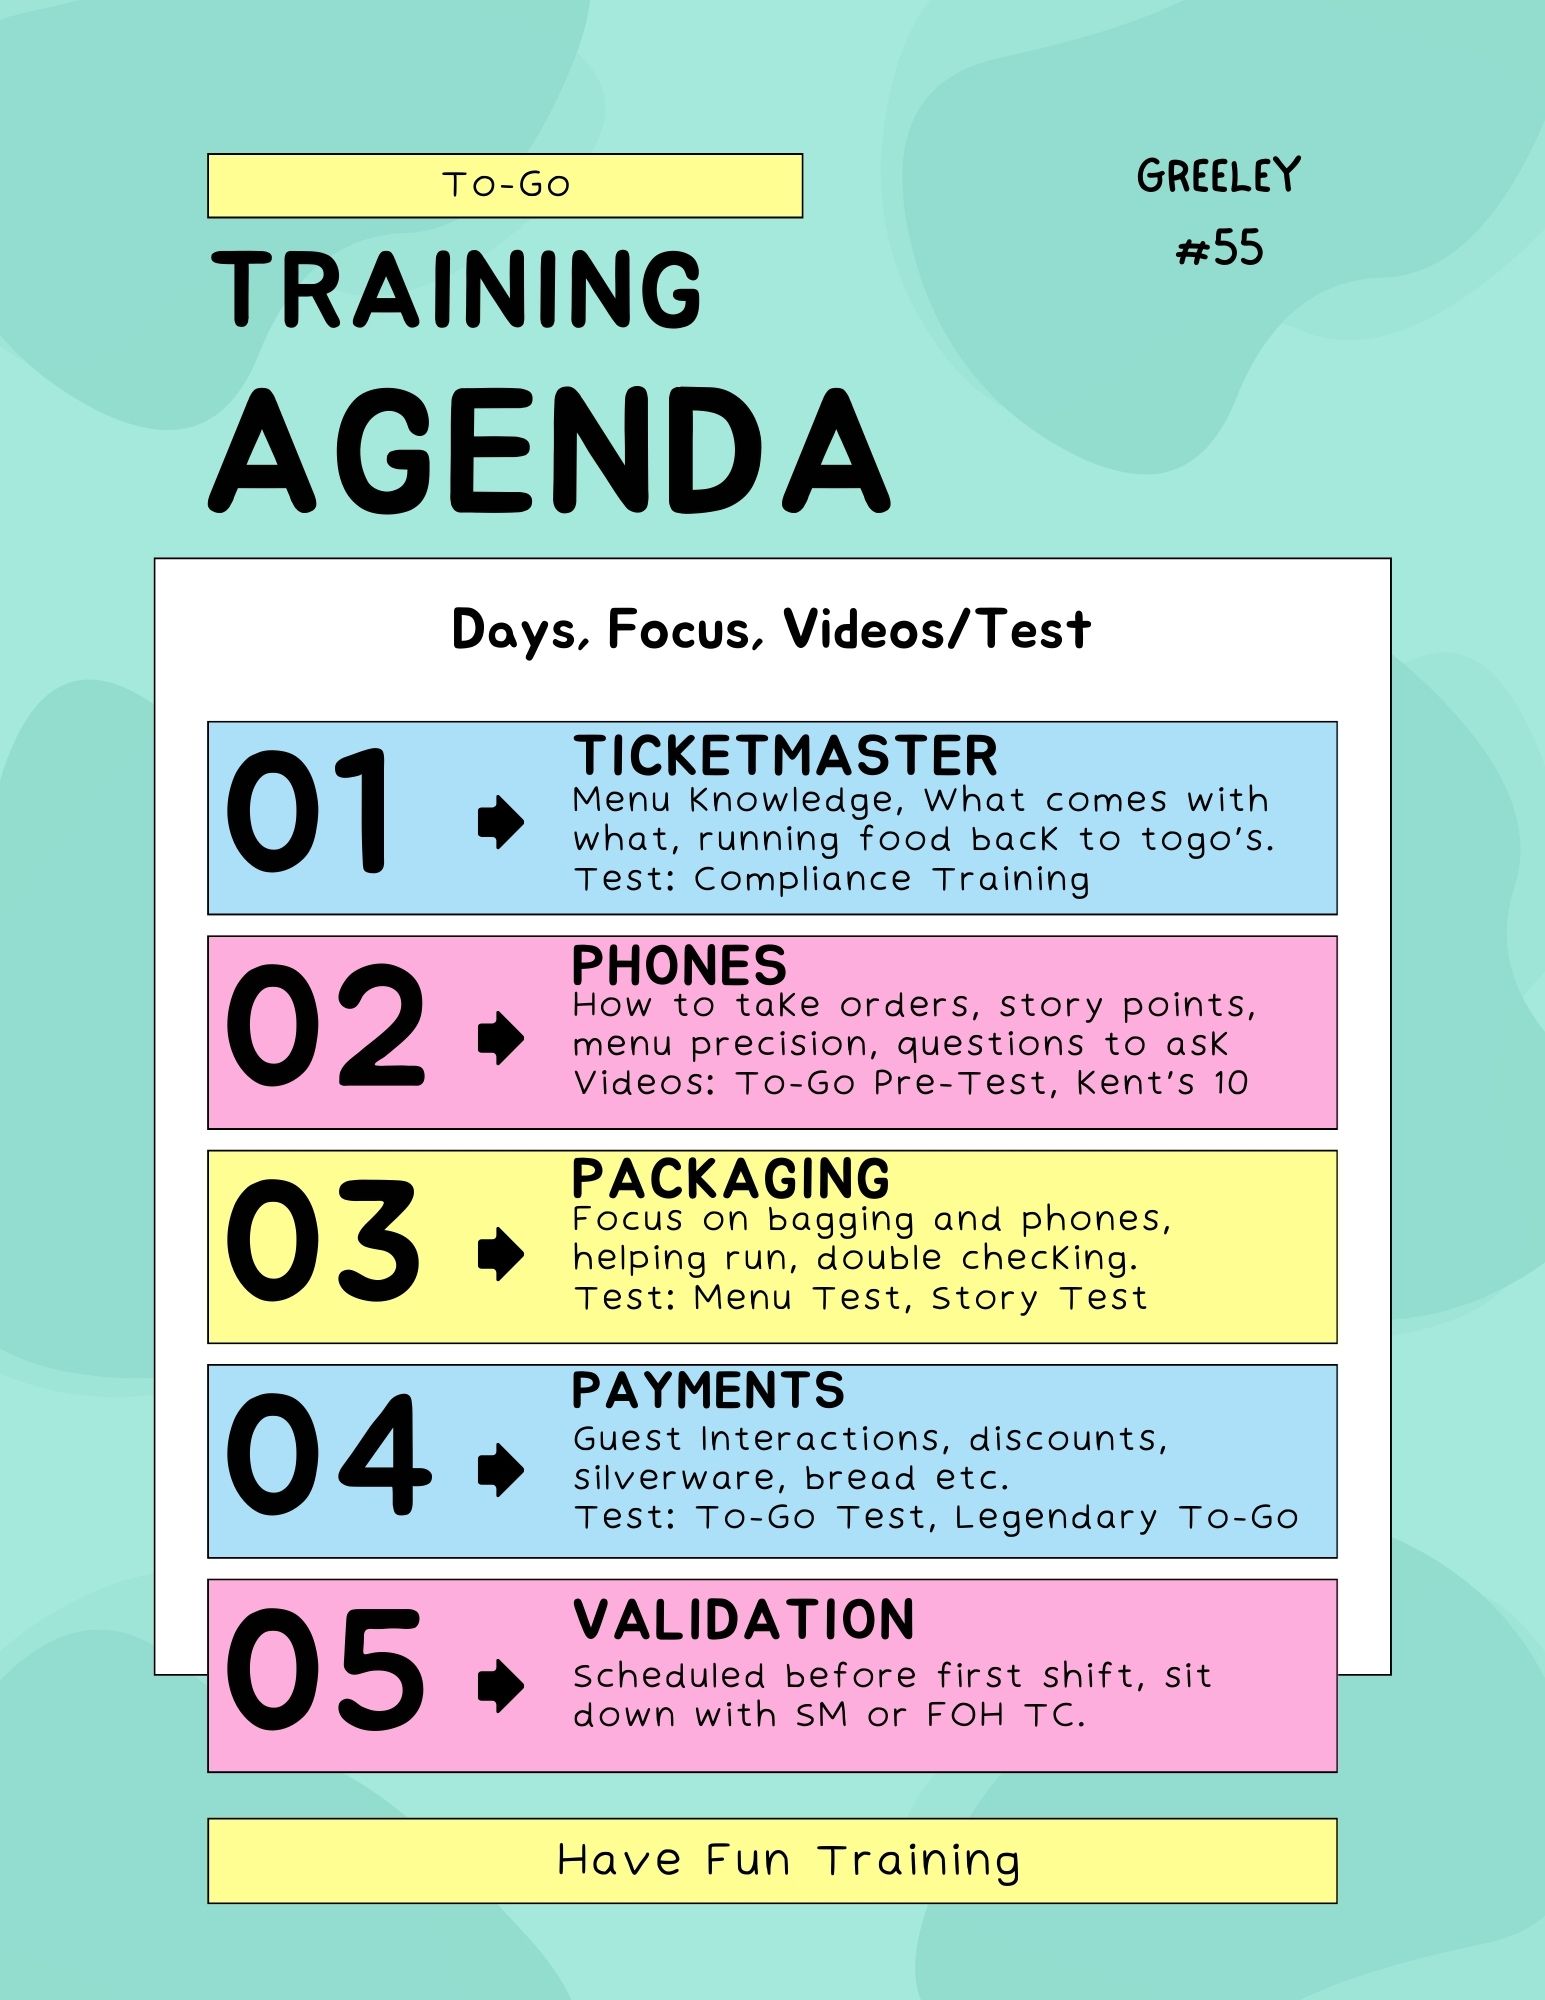 To-Go
GREELEY
#55
TRAINING
AGENDA
Days, Focus, Videos/Test
01
TICKETMASTER
Menu Knowledge, What comes with
what, running food back to togo's.
Test: Compliance Training
02
PHONES
How to take orders, story points,
menu precision, questions to ask
Videos: To-Go Pre-Test, Kent's 10
03
PACKAGING
Focus on bagging and phones,
helping run, double checking.
Test: Menu Test, Story Test
04
PAYMENTS
Guest Interactions, discounts,
silverware, bread etc.
Test: To-Go Test, Legendary To-Go
05
VALIDATION
Scheduled before first shift, sit
down with SM or FOH TC.
Have Fun Training